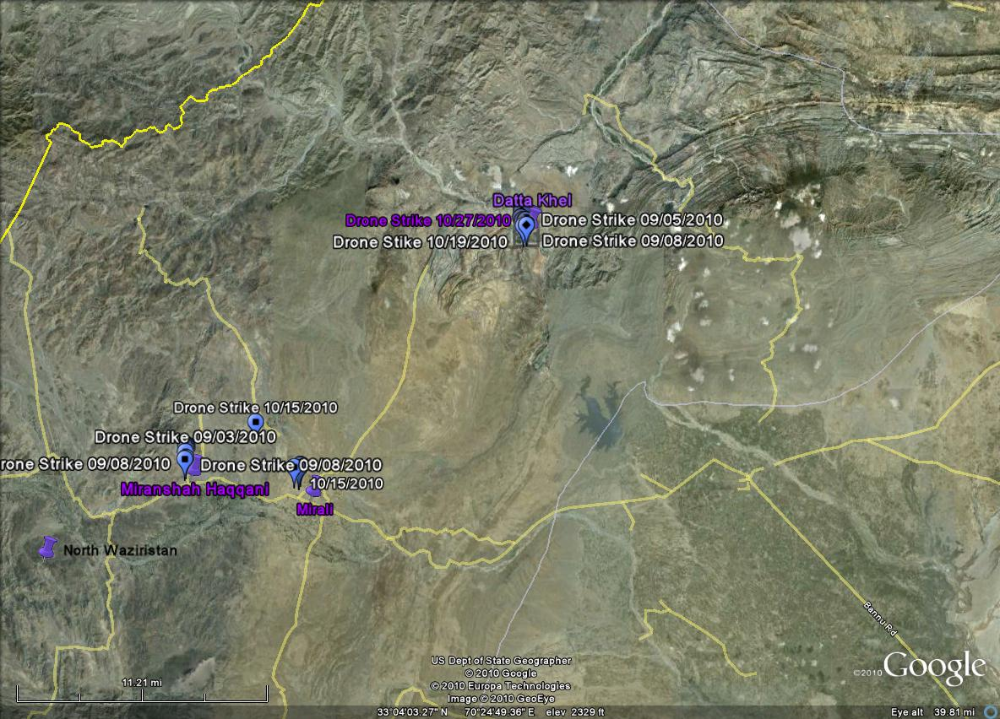 Datta Khel
Drone Strike 10/27/2010
Drone Strike 09/05/2010
Drone Stike 10/19/2010
Drone Strike 09/08/2010
Drone Strike 10/15/2010
Drone Strike 09/03/2010
rone Strike 09/08/2010
Drone Strike 09/08/2010
10/15/2010
Miranshah Haqqani
Mirali
North Waziristan
Bannu Rd
11.21 mi
US Dept of State Geographer
© 2010 Google
© 2010 Europa Technologies
Image © 2010 GeoEye
©2010 Google
33°04'03.27" N 70°24'49.36" E elev 2329 ft
Eye alt 39.81 mi